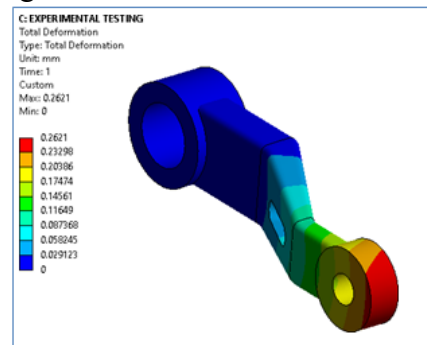 C: EXPERIMENTAL TESTING
Total Deformation
Type: Total Deformation
Unit: mm
Time: 1
Custom
Max: 0.2621
Min: 0
0.2621
0.23298
0.20386
0.17474
0.14561
0.11649
0.087368
0.058245
0.029123
0